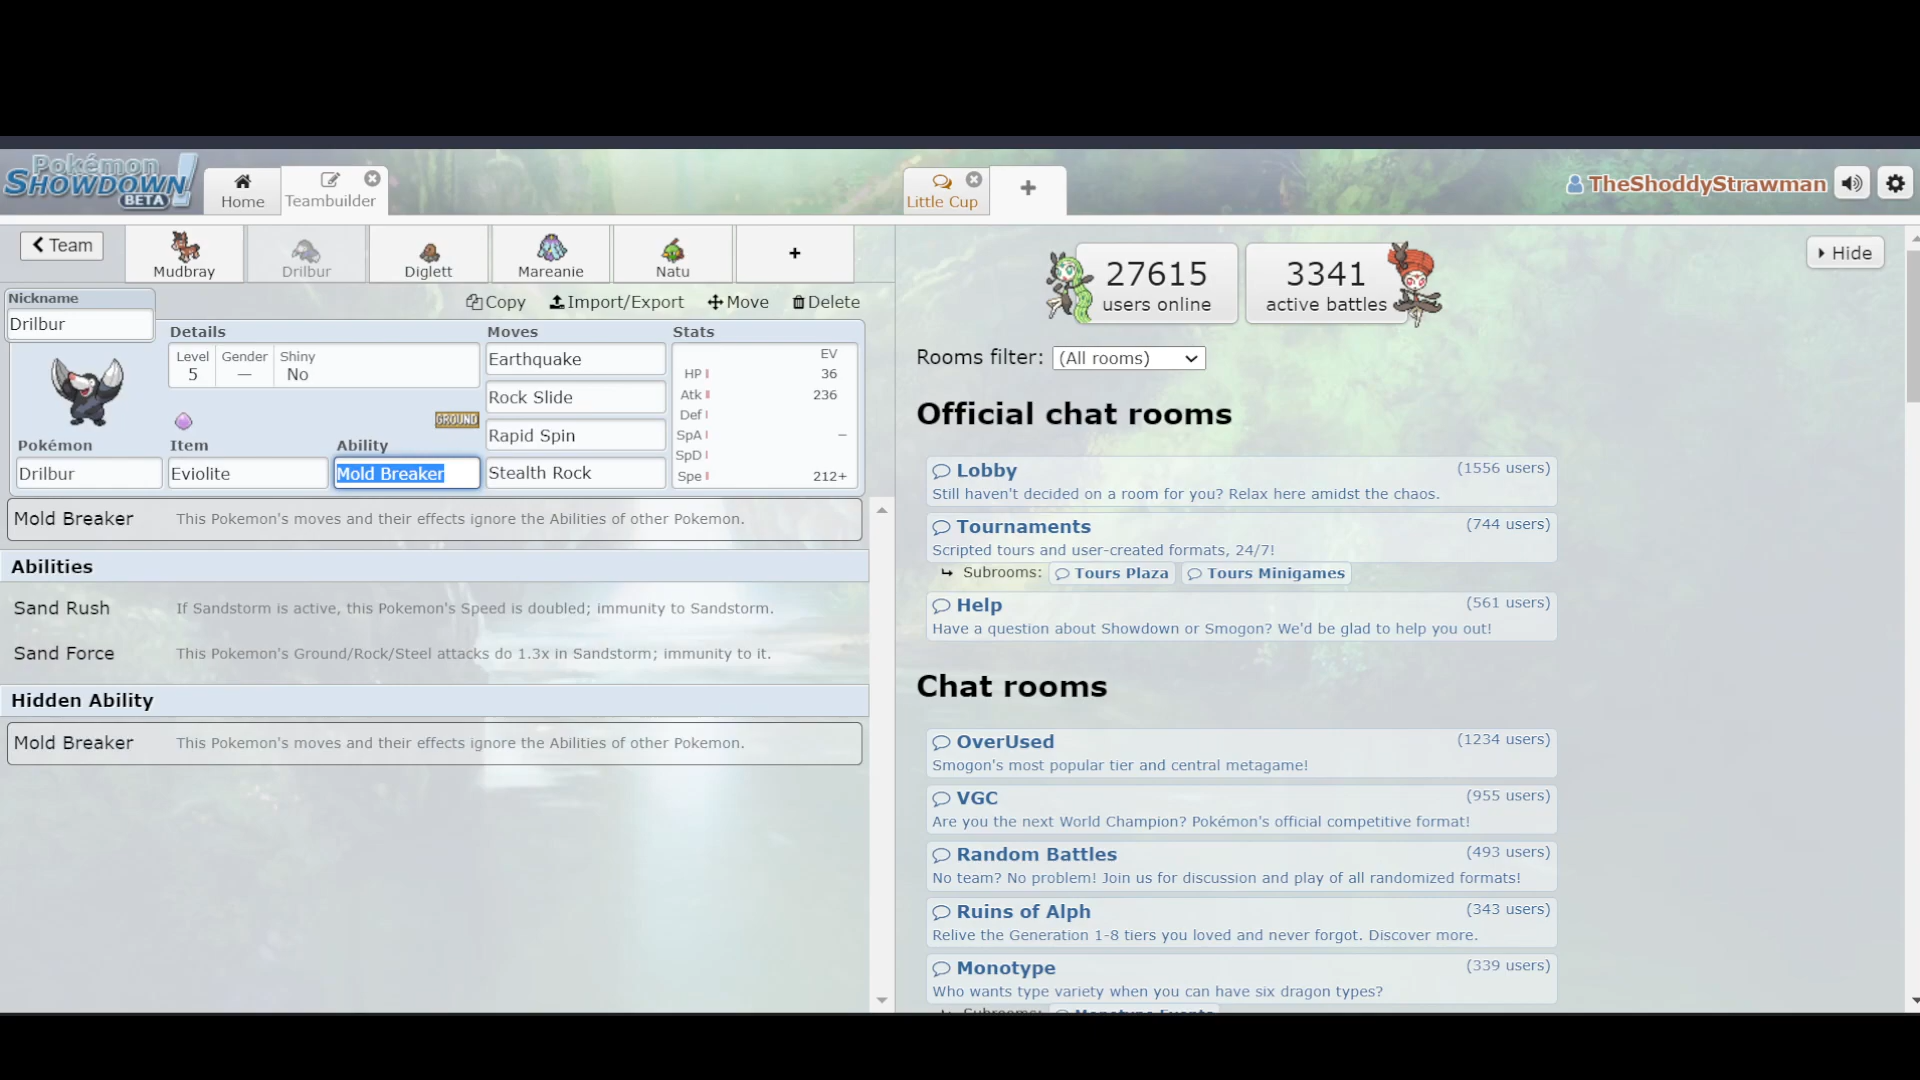 Pokémon
SHOWDOWN!
BETA
Home
Teambuilder
Little Cup
+
TheShoddyStrawman
Team
Mudbray
Drilbur
Diglett
Mareanie
Natu
+
Hide
27615
users online
3341
active battles
Nickname
Drilbur
Copy
Import/Export
Move
Delete
Details
Level
5
Gender
—
Shiny
No
GROUND
Pokémon
Drilbur
Item
Eviolite
Ability
Mold Breaker
Moves
Earthquake
Rock Slide
Rapid Spin
Stealth Rock
Stats
EV
HP 36
Atk 236
Def
SpA –
SpD
Spe 212+
Mold Breaker This Pokemon's moves and their effects ignore the Abilities of other Pokemon.
Abilities
Sand Rush If Sandstorm is active, this Pokemon's Speed is doubled; immunity to Sandstorm.
Sand Force This Pokemon's Ground/Rock/Steel attacks do 1.3x in Sandstorm; immunity to it.
Hidden Ability
Mold Breaker This Pokemon's moves and their effects ignore the Abilities of other Pokemon.
Rooms filter: (All rooms)
Official chat rooms
Lobby (1556 users)
Still haven't decided on a room for you? Relax here amidst the chaos.
Tournaments (744 users)
Scripted tours and user-created formats, 24/7!
Subrooms: Tours Plaza Tours Minigames
Help (561 users)
Have a question about Showdown or Smogon? We'd be glad to help you out!
Chat rooms
OverUsed (1234 users)
Smogon's most popular tier and central metagame!
VGC (955 users)
Are you the next World Champion? Pokémon's official competitive format!
Random Battles (493 users)
No team? No problem! Join us for discussion and play of all randomized formats!
Ruins of Alph (343 users)
Relive the Generation 1-8 tiers you loved and never forgot. Discover more.
Monotype (339 users)
Who wants type variety when you can have six dragon types?
Subrooms: Monotype Events